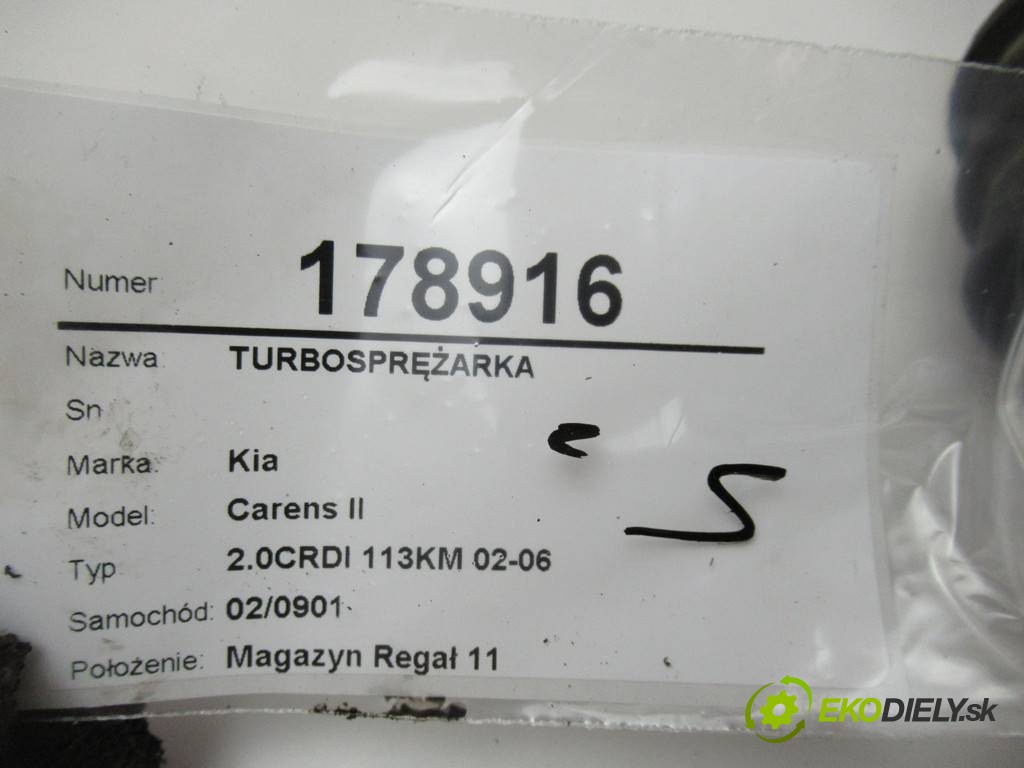 Numer: 178916
Nazwa: TURBOSPRĘŻARKA
Sn
Marka: Kia
Model: Carens II
Typ 2.0CRDI 113KM 02-06
Samochód: 02/0901
Położenie: Magazyn Regał 11
S
EKODIELY.sk